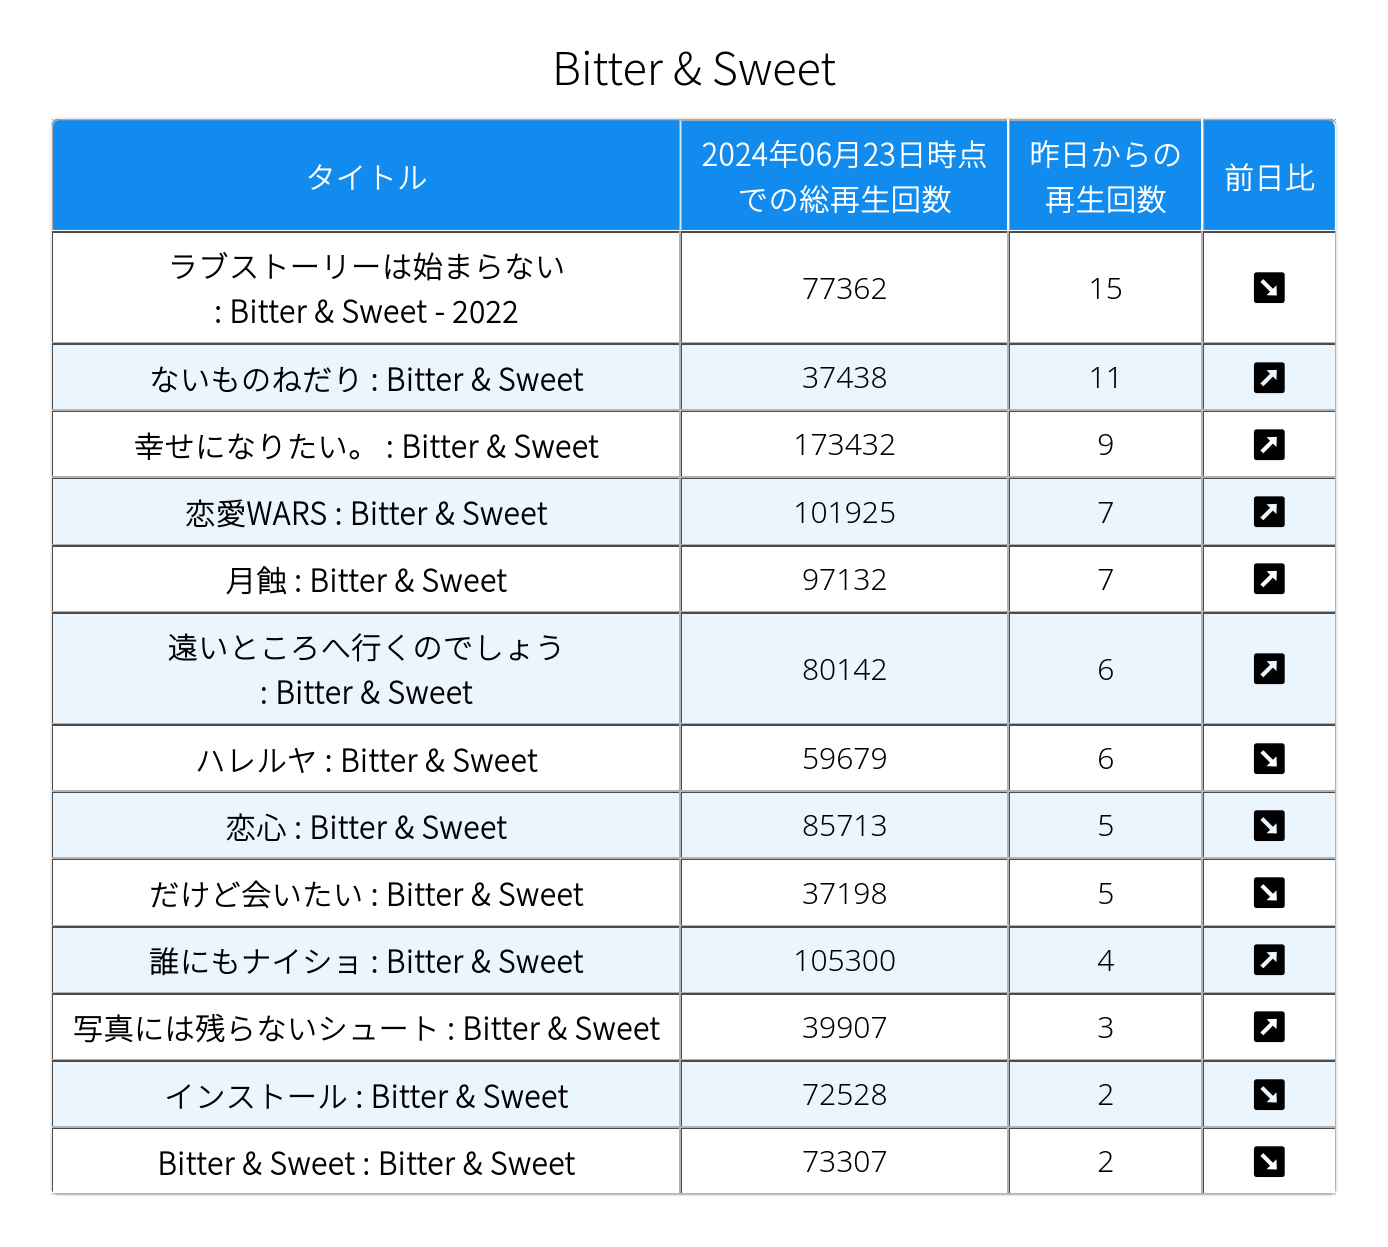 Bitter & Sweet
タイトル
2024年06月23日時点
での総再生回数
昨日からの
再生回数
前日比
ラブストーリーは始まらない
: Bitter & Sweet - 2022
77362
15
ないものねだり : Bitter & Sweet
37438
11
幸せになりたい。 : Bitter & Sweet
173432
9
恋愛WARS : Bitter & Sweet
101925
7
月蝕 : Bitter & Sweet
97132
7
遠いところへ行くのでしょう
: Bitter & Sweet
80142
6
ハレルヤ : Bitter & Sweet
59679
6
恋心 : Bitter & Sweet
85713
5
だけど会いたい : Bitter & Sweet
37198
5
誰にもナイショ : Bitter & Sweet
105300
4
写真には残らないシュート : Bitter & Sweet
39907
3
インストール : Bitter & Sweet
72528
2
Bitter & Sweet : Bitter & Sweet
73307
2